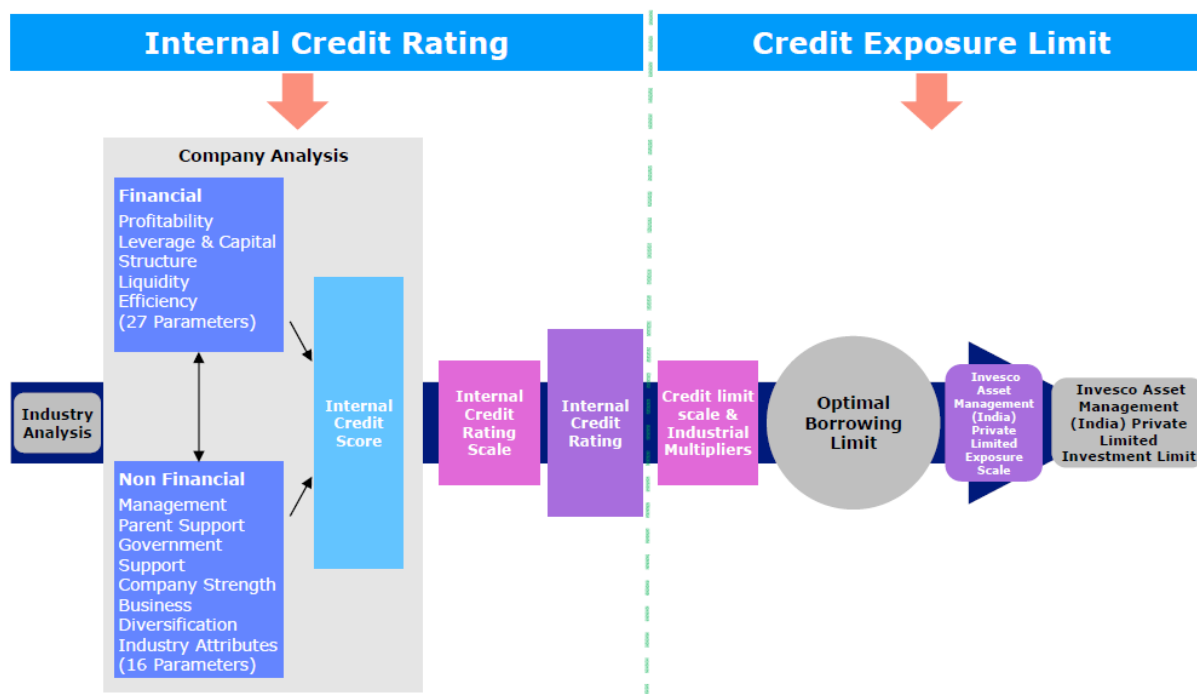 Internal Credit Rating
Credit Exposure Limit
Company Analysis
Financial
Profitability
Leverage & Capital
Structure
Liquidity
Efficiency
(27 Parameters)
Industry
Analysis
Non Financial
Management
Parent Support
Government
Support
Company Strength
Business
Diversification
Industry Attributes
(16 Parameters)
Internal
Credit
Score
Internal
Credit
Rating
Scale
Internal
Credit
Rating
Credit limit
scale &
Industrial
Multipliers
Optimal
Borrowing
Limit
Invesco
Asset
Management
(India)
Private
Limited
Exposure
Scale
Invesco Asset
Management
(India) Private
Limited
Investment Limit